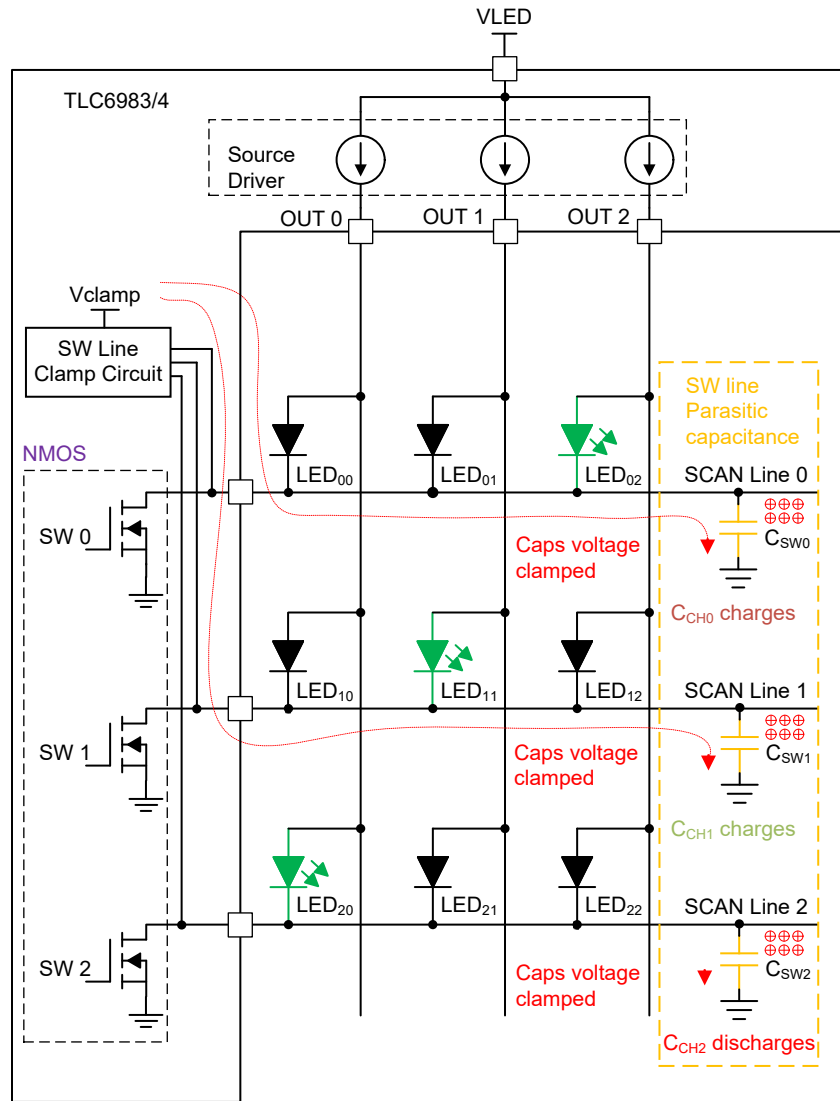 VLED
TLC6983/4
Source
Driver
OUT 0
OUT 1
OUT 2
Vclamp
SW Line
Clamp Circuit
SW line
Parasitic
capacitance
NMOS
LED00
LED01
LED02
SCAN Line 0
SW 0
CSW0
Caps voltage
clamped
CCH0 charges
LED10
LED11
LED12
SCAN Line 1
SW 1
CSW1
Caps voltage
clamped
CCH1 charges
LED20
LED21
LED22
SCAN Line 2
SW 2
CSW2
Caps voltage
clamped
CCH2 discharges